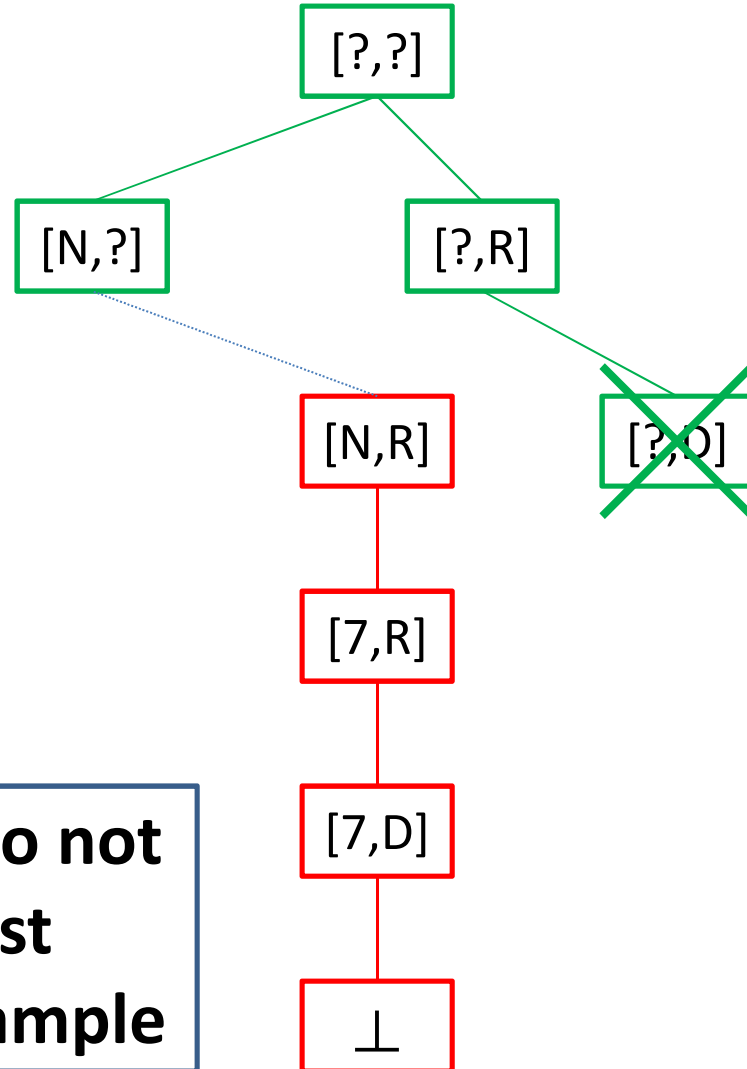 [?,?]
[N,?]
[?,R]
[N,R]
[?,D]
[7,R]
[7,D]
o not
st
ample
⊥